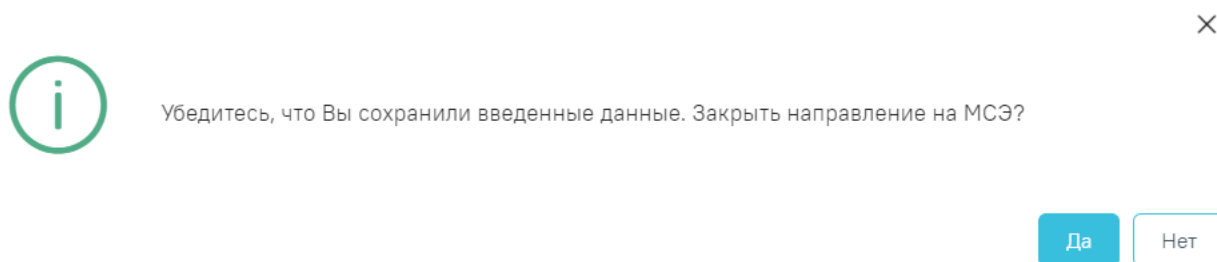 Убедитесь, что Вы сохранили введенные данные. Закрыть направление на МСЭ?
Да
Нет